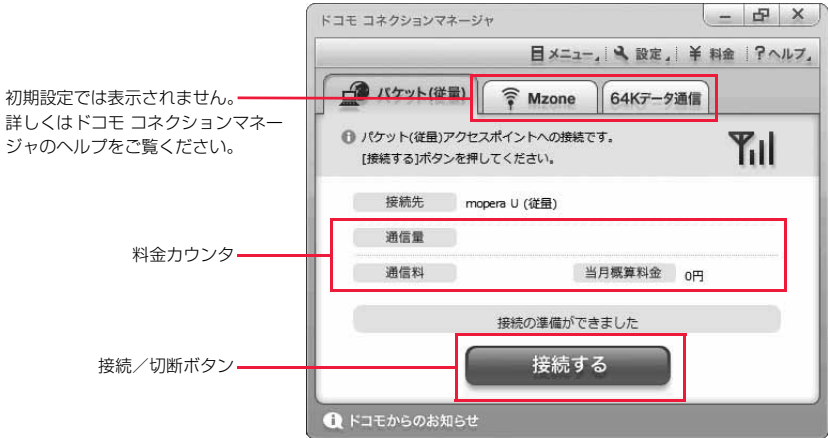 ドコモ コネクションマネージャ
メニュー 設定 料金 ?ヘルプ
パケット(従量) Mzone 64Kデータ通信
初期設定では表示されません。
詳しくはドコモ コネクションマネー
ジャのヘルプをご覧ください。
パケット(従量)アクセスポイントへの接続です。
[接続する]ボタンを押してください。
接続先 mopera U (従量)
料金カウンタ
通信量
通信料 当月概算料金 0円
接続の準備ができました
接続／切断ボタン
接続する
ドコモからのお知らせ